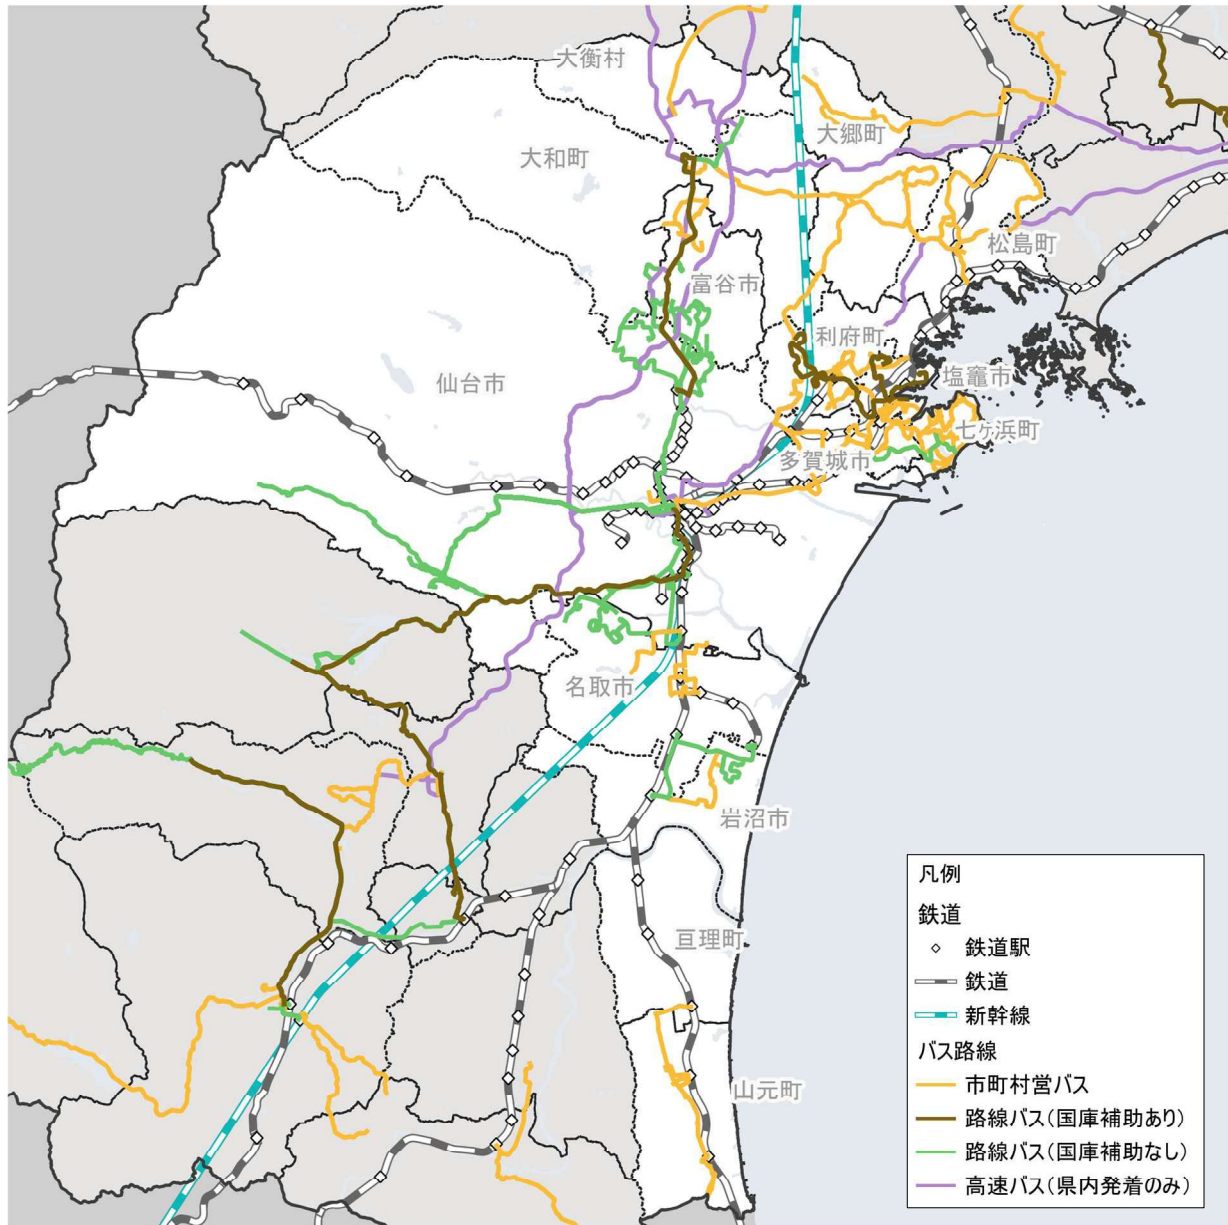 大衡村
大郷町
大和町
松島町
富谷市
利府町
仙台市
塩竈市
七ヶ浜町
多賀城市
名取市
岩沼市
亘理町
山元町
凡例
鉄道
鉄道駅
鉄道
新幹線
バス路線
市町村営バス
路線バス(国庫補助あり)
路線バス(国庫補助なし)
高速バス(県内発着のみ)